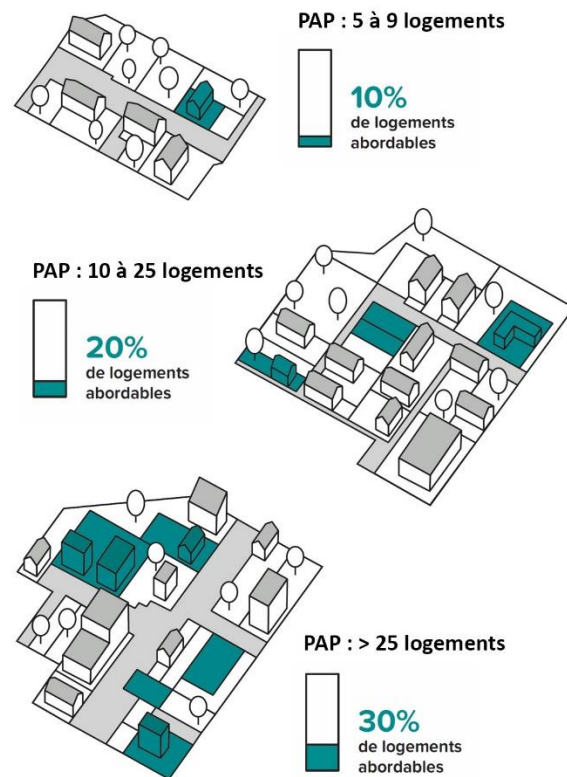 PAP : 5 à 9 logements
10%
de logements
abordables
PAP : 10 à 25 logements
20%
de logements
abordables
PAP : > 25 logements
30%
de logements
abordables